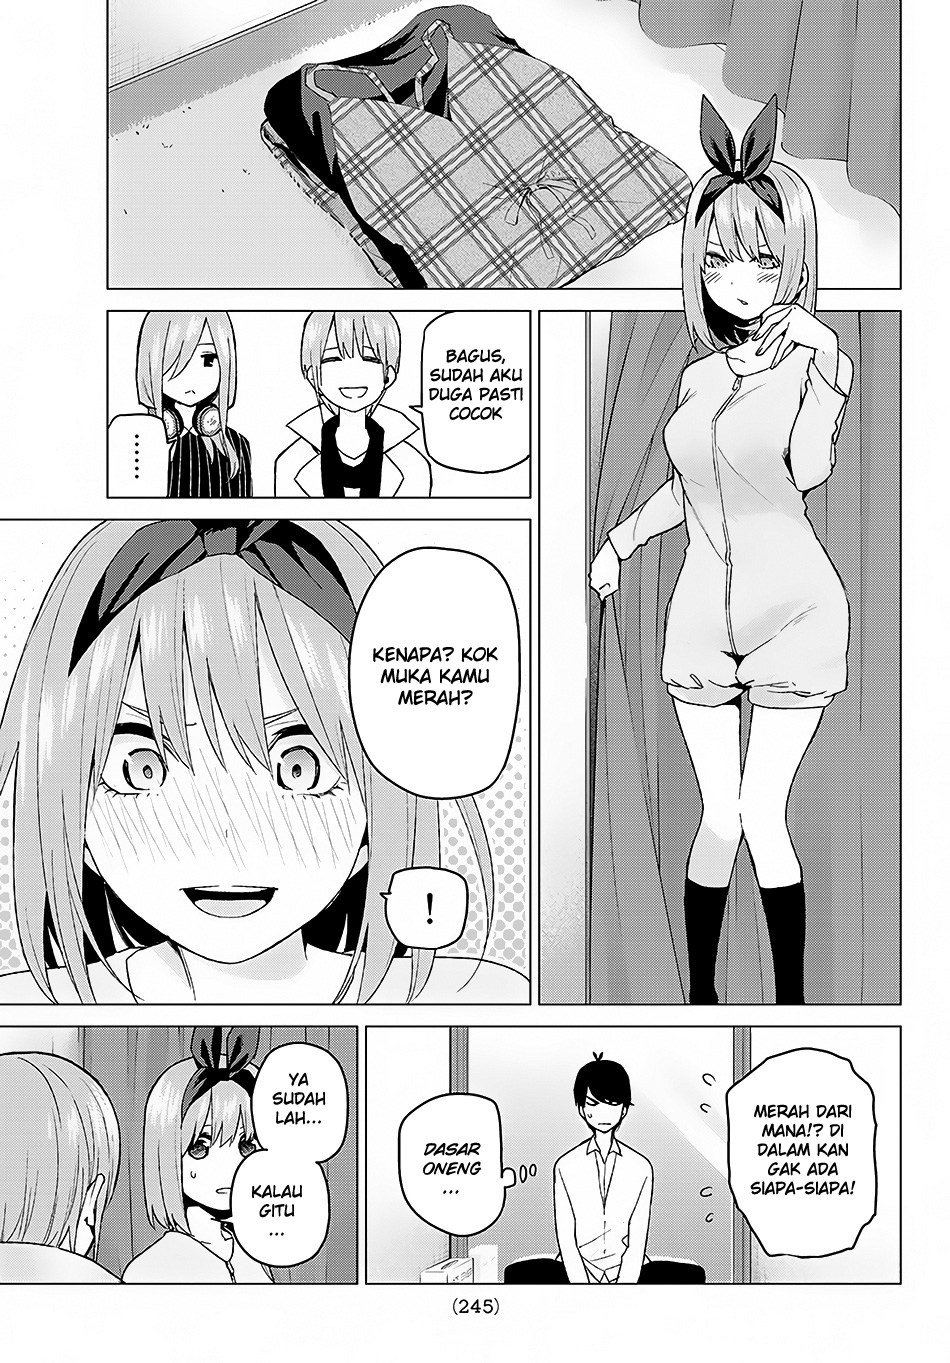 BAGUS,
SUDAH AKU
DUGA PASTI
COCOK
......
KENAPA? KOK
MUKA KAMU
MERAH?
!
MERAH DARI
MANA!? DI
DALAM KAN
GAK ADA
SIAPA-SIAPA!
DASAR
ONENG
...
YA
SUDAH
LAH...
KALAU
GITU
...
(245)